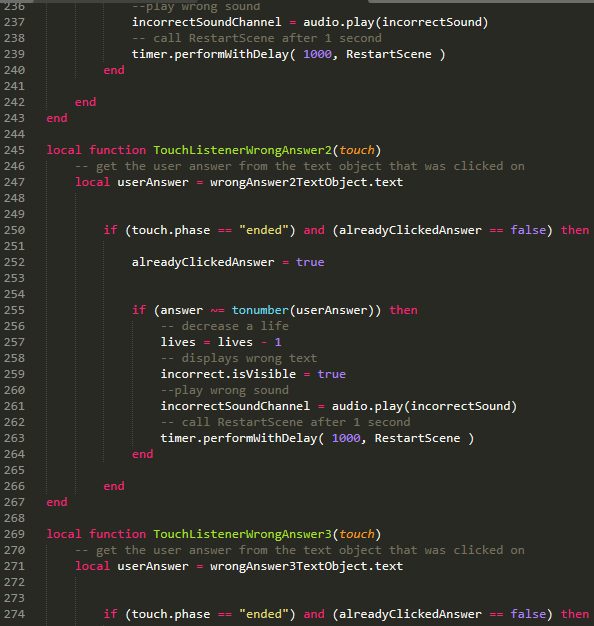 236 --play wrong sound
237 incorrectSoundChannel = audio.play(incorrectSound)
238 -- call RestartScene after 1 second
239 timer.performWithDelay( 1000, RestartScene )
240 end
241
242 end
243 end
244
245 local function TouchListenerWrongAnswer2(touch)
246 -- get the user answer from the text object that was clicked on
247 local userAnswer = wrongAnswer2TextObject.text
248
249
250 if (touch.phase == "ended") and (alreadyClickedAnswer == false) then
251
252 alreadyClickedAnswer = true
253
254
255 if (answer ~= tonumber(userAnswer)) then
256 -- decrease a life
257 lives = lives - 1
258 -- displays wrong text
259 incorrect.isVisible = true
260 --play wrong sound
261 incorrectSoundChannel = audio.play(incorrectSound)
262 -- call RestartScene after 1 second
263 timer.performWithDelay( 1000, RestartScene )
264 end
265
266 end
267 end
268
269 local function TouchListenerWrongAnswer3(touch)
270 -- get the user answer from the text object that was clicked on
271 local userAnswer = wrongAnswer3TextObject.text
272
273
274 if (touch.phase == "ended") and (alreadyClickedAnswer == false) then